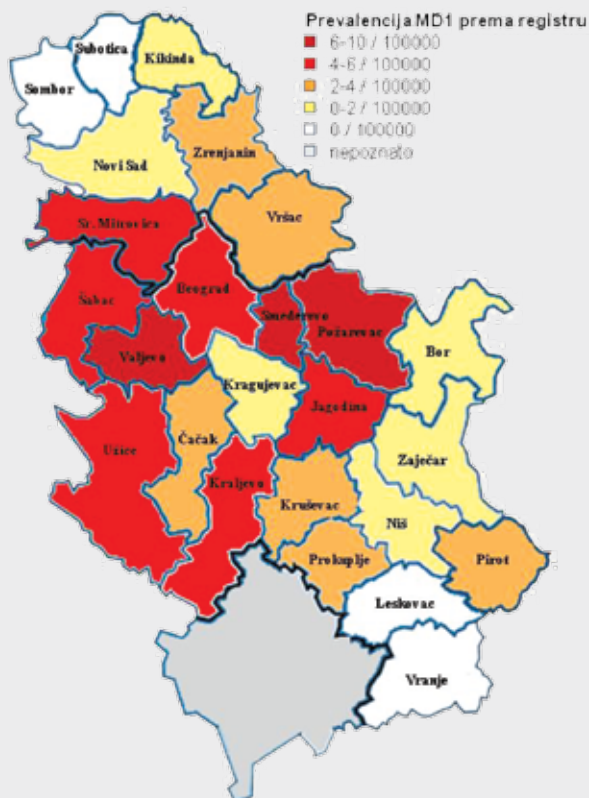 Prevalencija MD1 prema registru
6-10 / 100000
4-6 / 100000
2-4 / 100000
0-2 / 100000
0 / 100000
nepoznato
Subotica
Kikinda
Sombor
Zrenjanin
Novi Sad
Vršac
Sr. Mitrovica
Beograd
Šabac
Smederevo
Požarevac
Valjevo
Bor
Kragujevac
Jagodina
Čačak
Užice
Zaječar
Kraljevo
Kruševac
Niš
Prokuplje
Pirot
Leskovac
Vranje